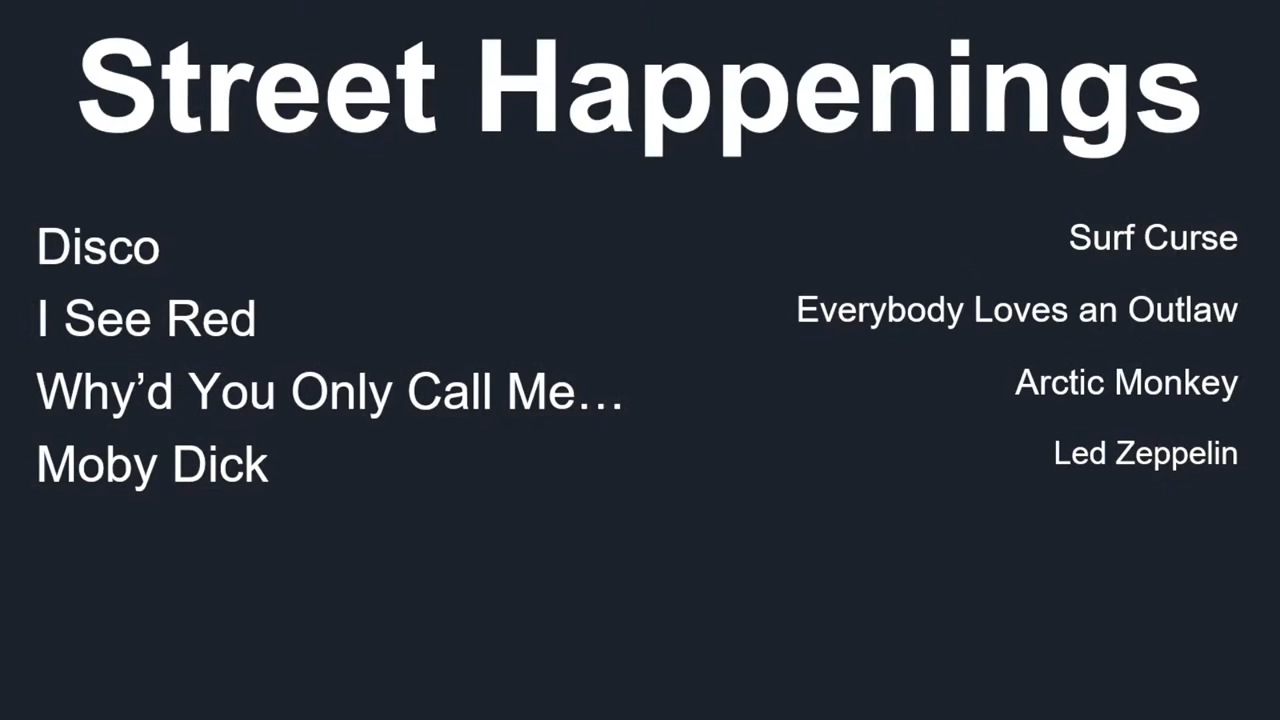 Street Happenings
Disco Surf Curse
I See Red Everybody Loves an Outlaw
Why’d You Only Call Me… Arctic Monkey
Moby Dick Led Zeppelin